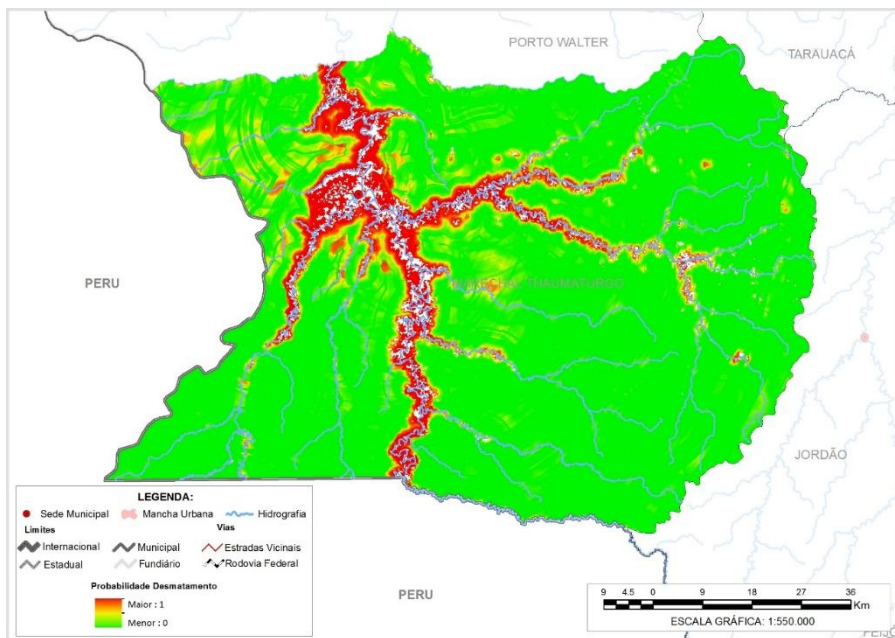 PORTO WALTER
TARAUACÁ
PERU
THAUMATURGO
JORDÃO
PERU
LEGENDA:
Sede Municipal Mancha Urbana Hidrografia
Limites Vias
Internacional Municipal Estradas Vicinais
Estadual Fundiário Rodovia Federal
Probabilidade Desmatamento
Maior : 1
Menor : 0
9 4.5 0 9 18 27 36
Km
ESCALA GRÁFICA: 1:550.000